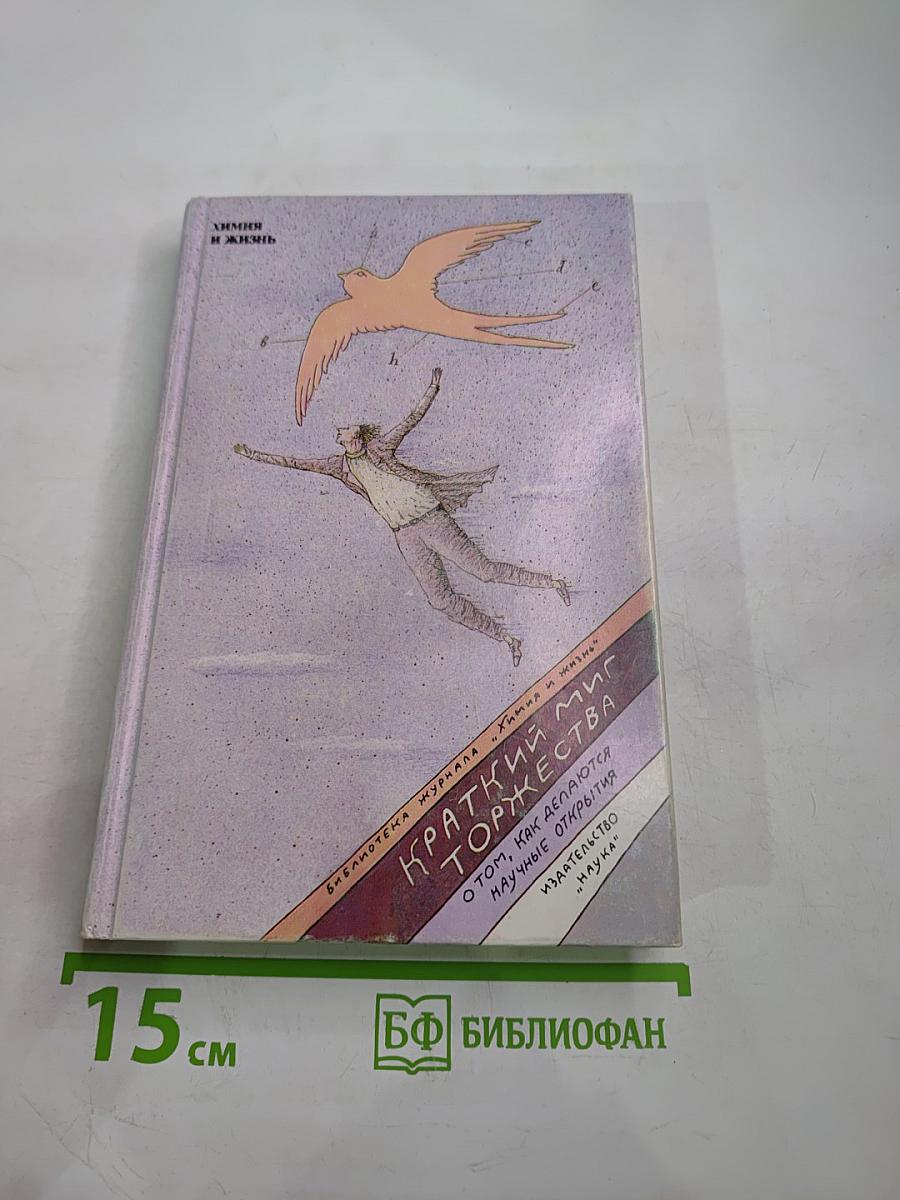 ХИМИЯ
И ЖИЗНЬ
c
d
e
в
h
БИБЛИОТЕКА ЖУРНАЛА „ХИМИЯ И ЖИЗНЬ"
КРАТКИЙ МИГ
ТОРЖЕСТВА
О ТОМ, КАК ДЕЛАЮТСЯ
НАУЧНЫЕ ОТКРЫТИЯ
ИЗДАТЕЛЬСТВО
„НАУКА"
15 см
БФ БИБЛИОФАН